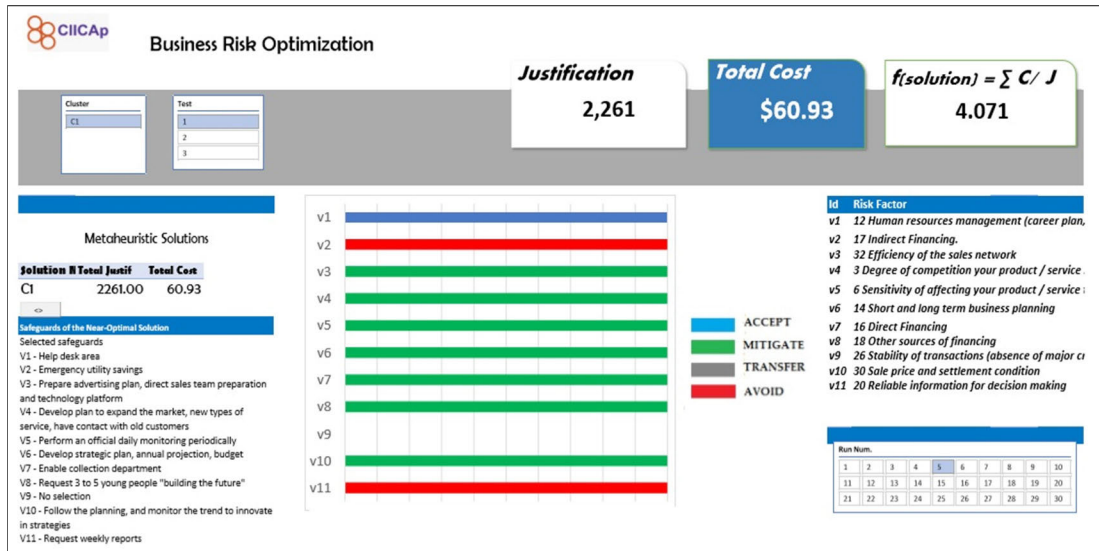 CIICAp
Business Risk Optimization
Justification
2,261
Total Cost
$60.93
f(solution) = ∑ C/ J
4.071
Cluster
C1
Test
1
2
3
Metaheuristic Solutions
Solution N Total Justif Total Cost
C1 2261.00 60.93
<>
Safeguards of the Near-Optimal Solution
Selected safeguards
V1 - Help desk area
V2 - Emergency utility savings
V3 - Prepare advertising plan, direct sales team preparation
and technology platform
V4 - Develop plan to expand the market, new types of
service, have contact with old customers
V5 - Perform an official daily monitoring periodically
V6 - Develop strategic plan, annual projection, budget
V7 - Enable collection department
V8 - Request 3 to 5 young people "building the future"
V9 - No selection
V10 - Follow the planning, and monitor the trend to innovate
in strategies
V11 - Request weekly reports
v1
v2
v3
v4
v5
v6
v7
v8
v9
v10
v11
ACCEPT
MITIGATE
TRANSFER
AVOID
Id Risk Factor
v1 12 Human resources management (career plan,
v2 17 Indirect Financing.
v3 32 Efficiency of the sales network
v4 3 Degree of competition your product / service
v5 6 Sensitivity of affecting your product / service
v6 14 Short and long term business planning
v7 16 Direct Financing
v8 18 Other sources of financing
v9 26 Stability of transactions (absence of major
v10 30 Sale price and settlement condition
v11 20 Reliable information for decision making
Run Num.
1 2 3 4 5 6 7 8 9 10
11 12 13 14 15 16 17 18 19 20
21 22 23 24 25 26 27 28 29 30